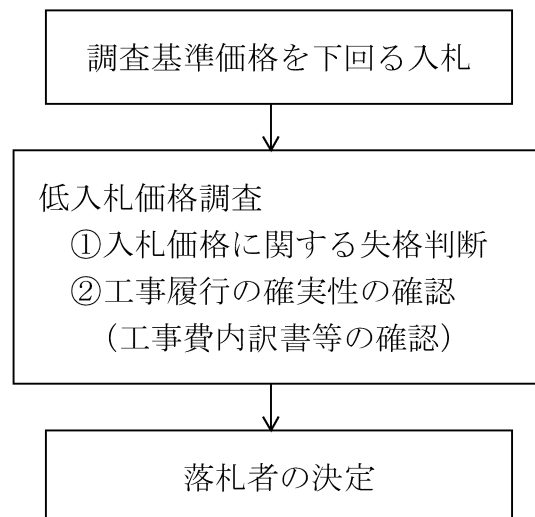 調査基準価格を下回る入札
低入札価格調査
①入札価格に関する失格判断
②工事履行の確実性の確認
（工事費内訳書等の確認）
落札者の決定